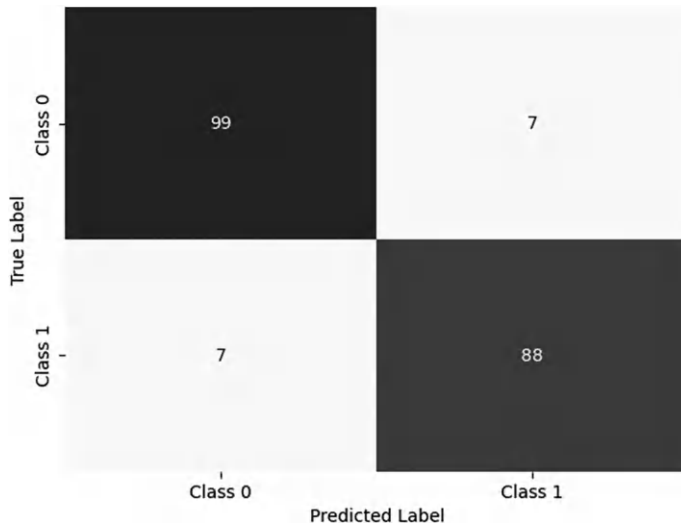 True Label
Class 0
99
7
Class 1
7
88
Class 0
Class 1
Predicted Label